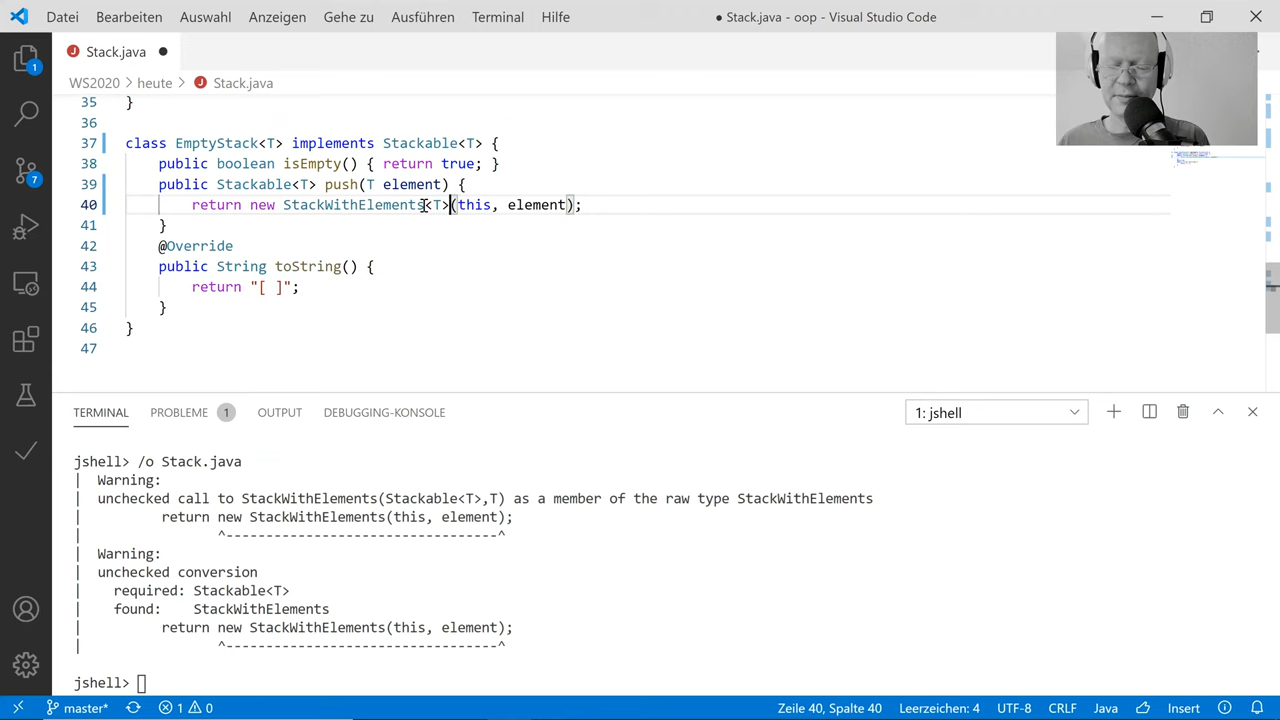 Datei Bearbeiten Auswahl Anzeigen Gehe zu Ausführen Terminal Hilfe ● Stack.java - oop - Visual Studio Code
Stack.java ●
WS2020 > heute > Stack.java
35 }
36
37 class EmptyStack<T> implements Stackable<T> {
38 public boolean isEmpty() { return true; }
39 public Stackable<T> push(T element) {
40 return new StackWithElements<T>(this, element);
41 }
42 @Override
43 public String toString() {
44 return "[ ]";
45 }
46 }
47
1
7
TERMINAL PROBLEME 1 OUTPUT DEBUGGING-KONSOLE 1: jshell
jshell> /o Stack.java
| Warning:
| unchecked call to StackWithElements(Stackable<T>,T) as a member of the raw type StackWithElements
| return new StackWithElements(this, element);
| ^----------------------------------^
| Warning:
| unchecked conversion
| required: Stackable<T>
| found: StackWithElements
| return new StackWithElements(this, element);
| ^----------------------------------^
jshell>
master* 1 0 Zeile 40, Spalte 40 Leerzeichen: 4 UTF-8 CRLF Java Insert